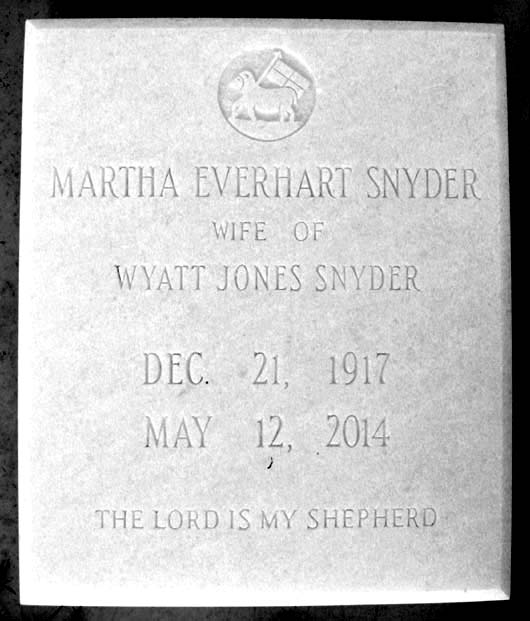 MARTHA EVERHART SNYDER
WIFE OF
WYATT JONES SNYDER
DEC. 21, 1917
MAY 12, 2014
THE LORD IS MY SHEPHERD